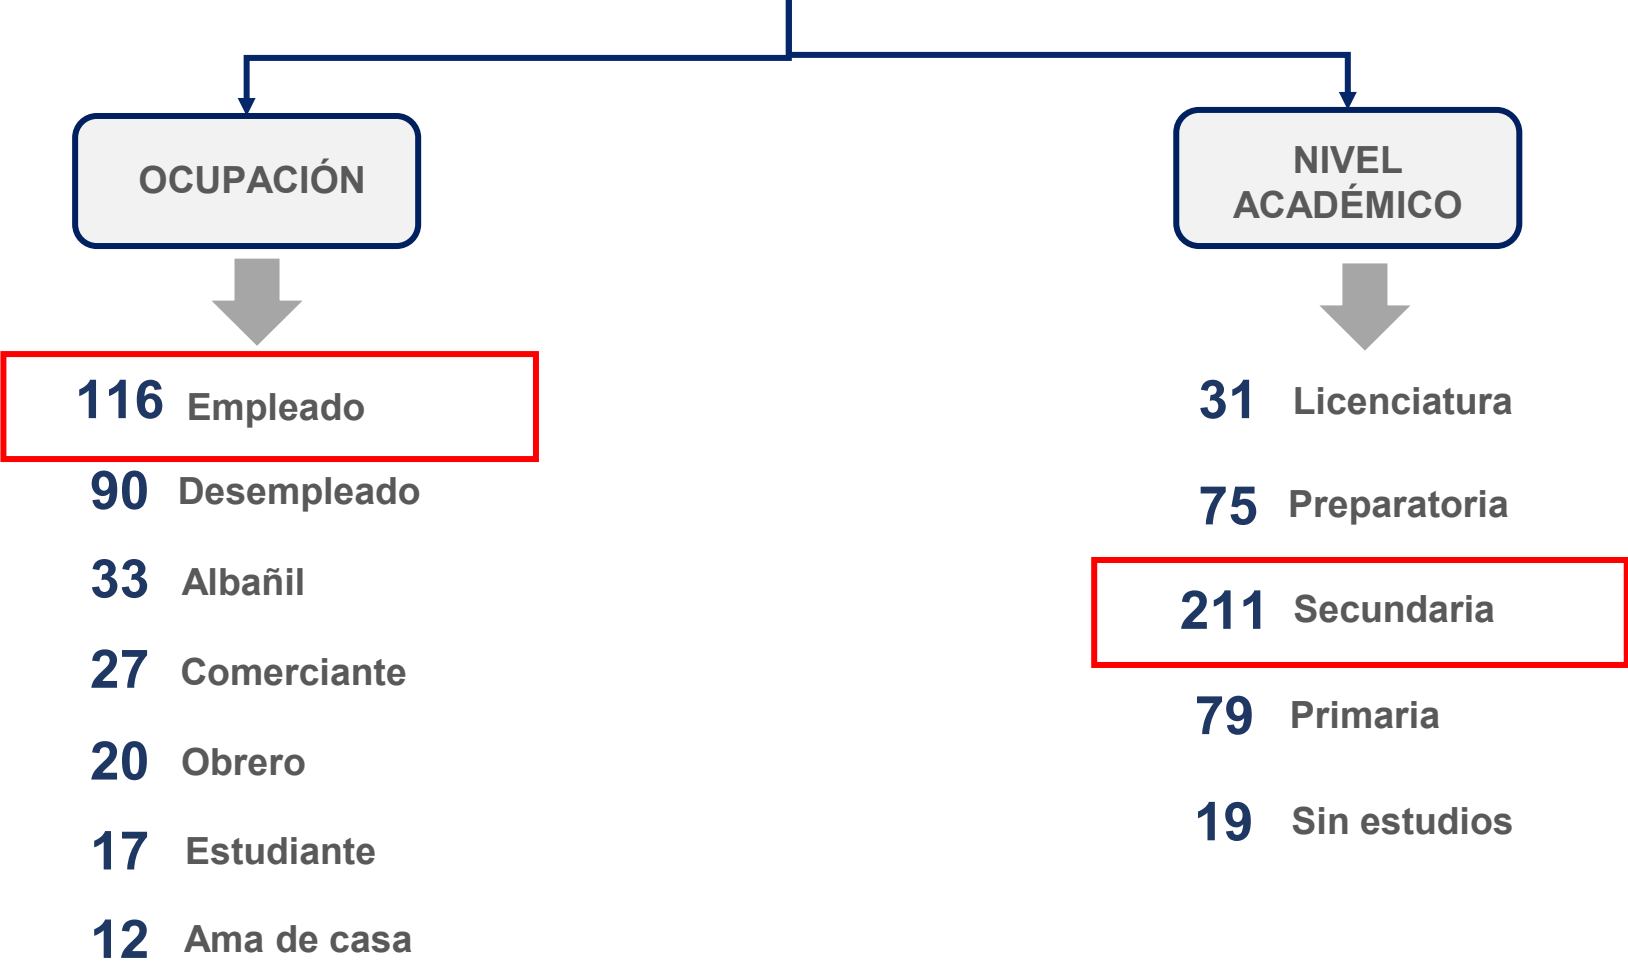 OCUPACIÓN
116 Empleado
90 Desempleado
33 Albañil
27 Comerciante
20 Obrero
17 Estudiante
12 Ama de casa
NIVEL
ACADÉMICO
31 Licenciatura
75 Preparatoria
211 Secundaria
79 Primaria
19 Sin estudios